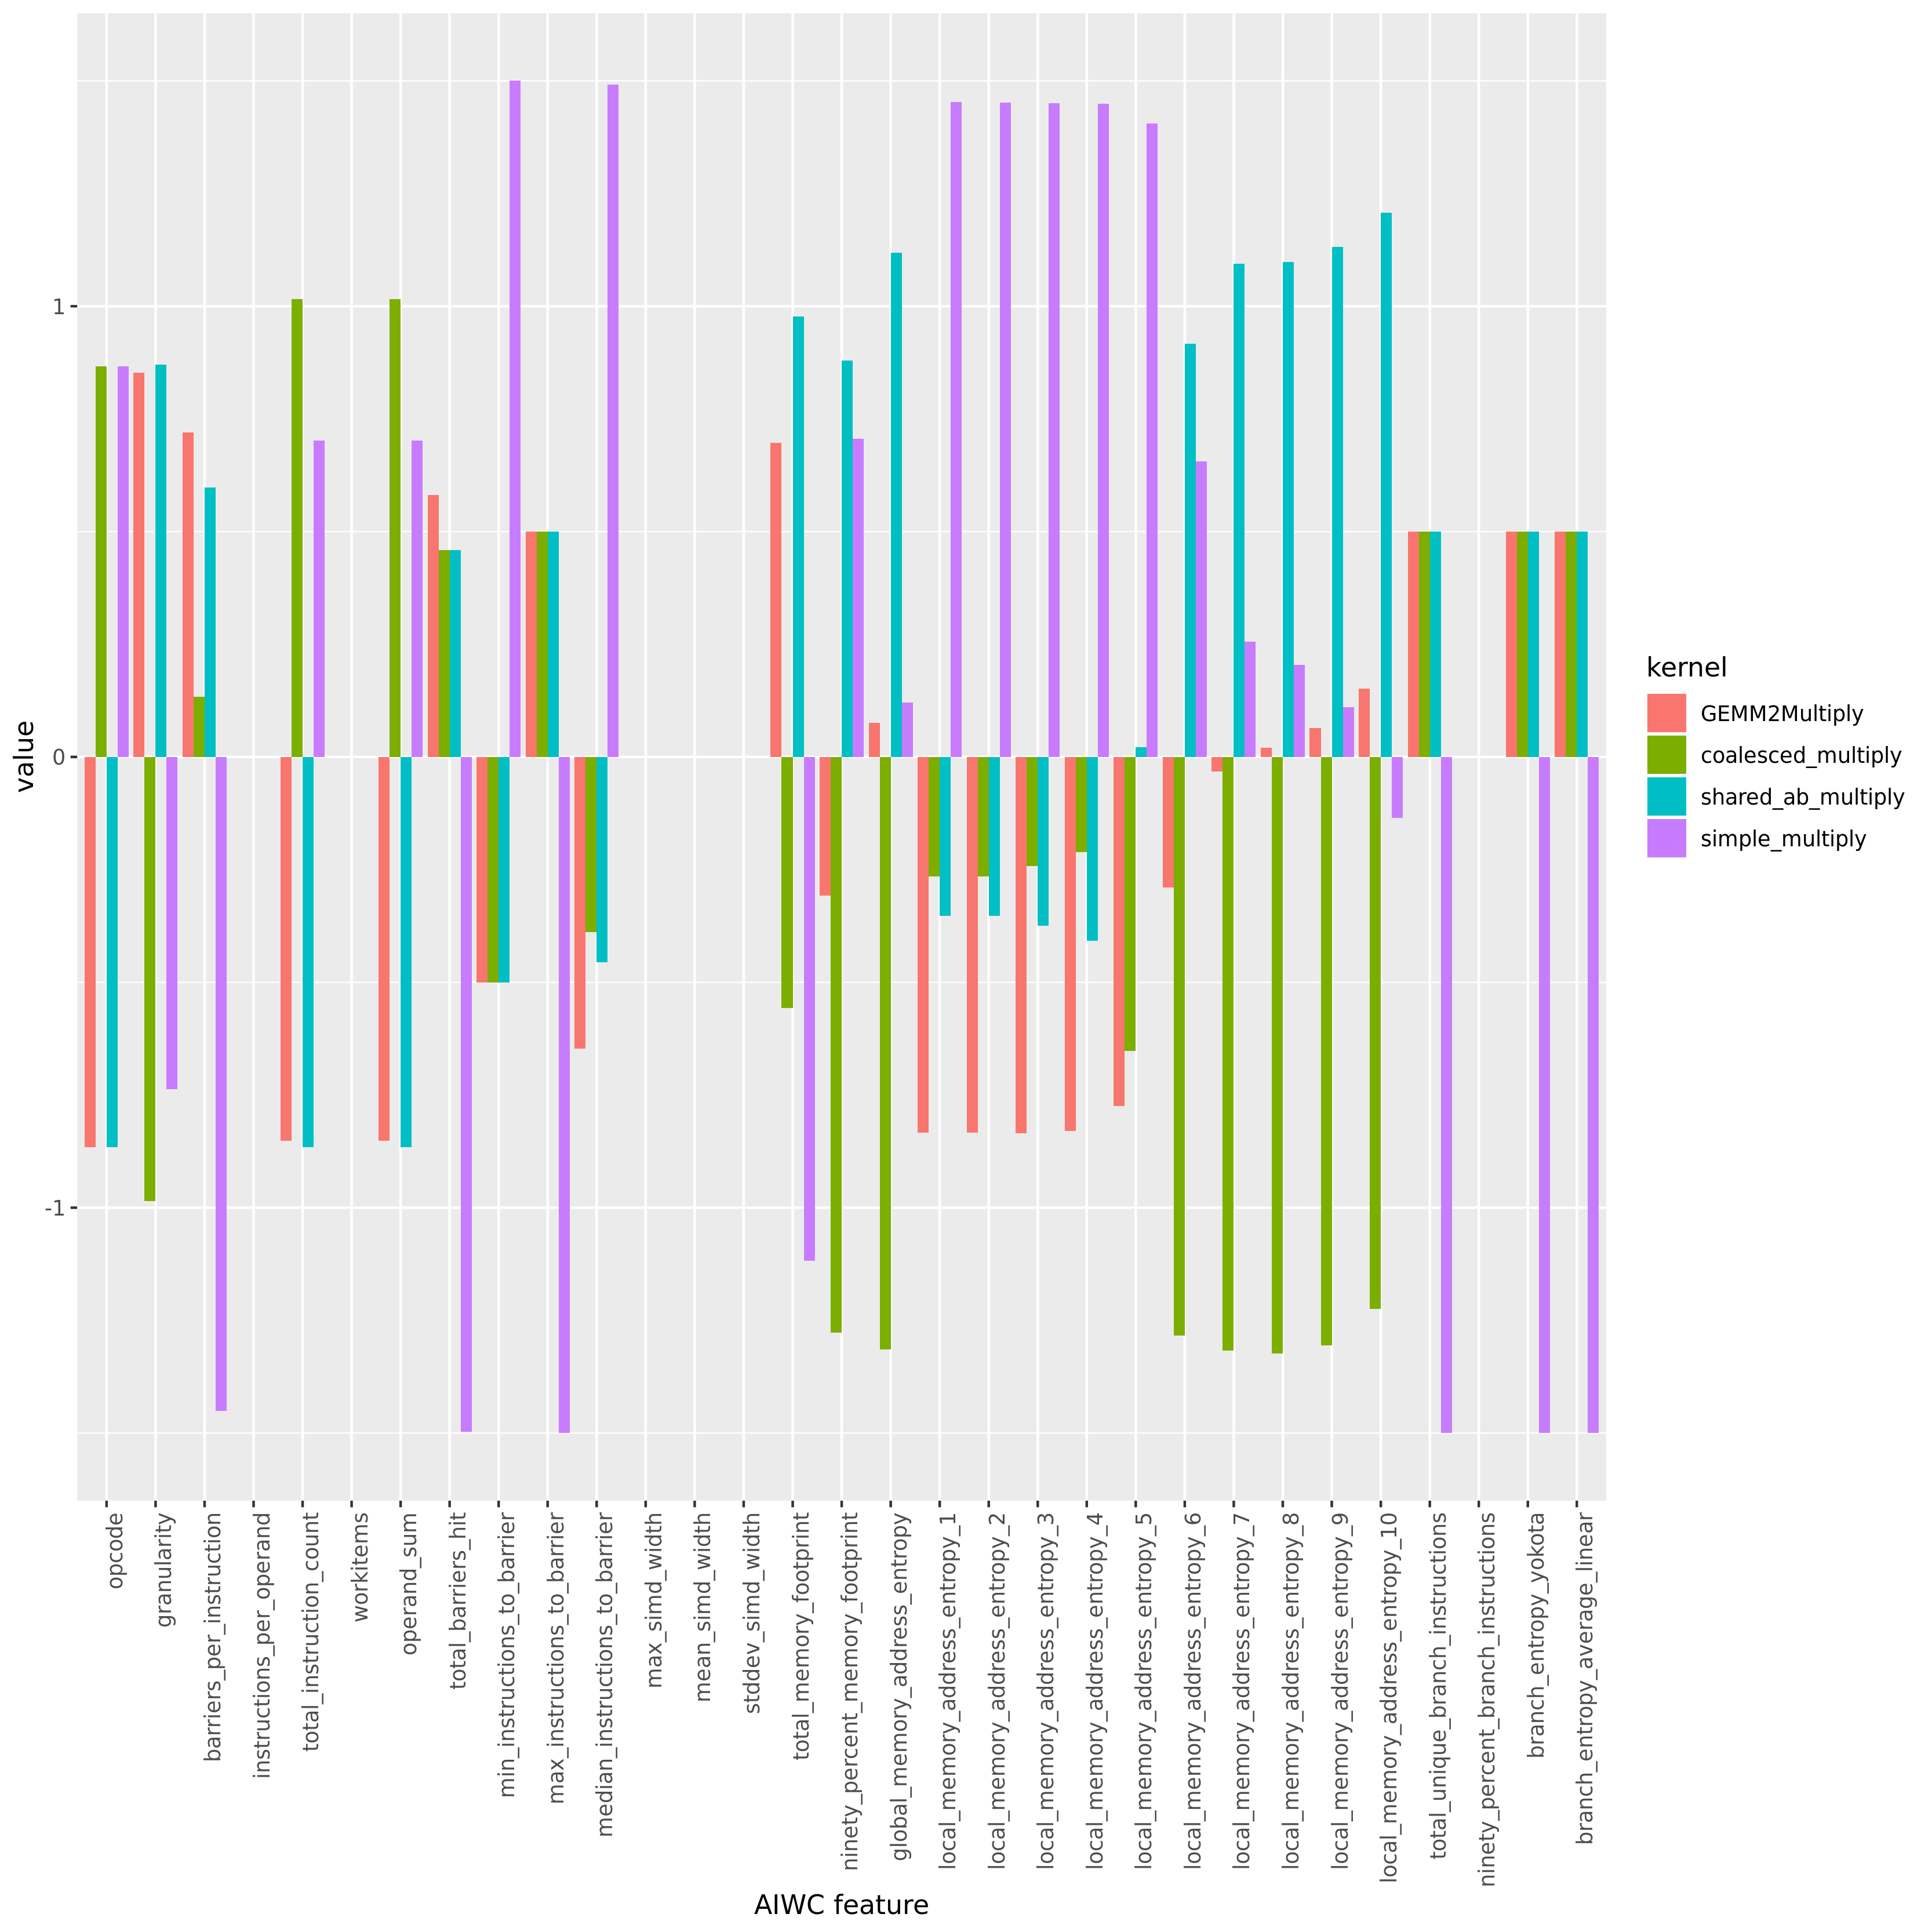 1
0
-1
value
opcode
granularity
barriers_per_instruction
instructions_per_operand
total_instruction_count
workitems
operand_sum
total_barriers_hit
min_instructions_to_barrier
max_instructions_to_barrier
median_instructions_to_barrier
max_simd_width
mean_simd_width
stddev_simd_width
total_memory_footprint
ninety_percent_memory_footprint
global_memory_address_entropy
local_memory_address_entropy_1
local_memory_address_entropy_2
local_memory_address_entropy_3
local_memory_address_entropy_4
local_memory_address_entropy_5
local_memory_address_entropy_6
local_memory_address_entropy_7
local_memory_address_entropy_8
local_memory_address_entropy_9
local_memory_address_entropy_10
total_unique_branch_instructions
ninety_percent_branch_instructions
branch_entropy_yokota
branch_entropy_average_linear
AIWC feature
kernel
GEMM2Multiply
coalesced_multiply
shared_ab_multiply
simple_multiply